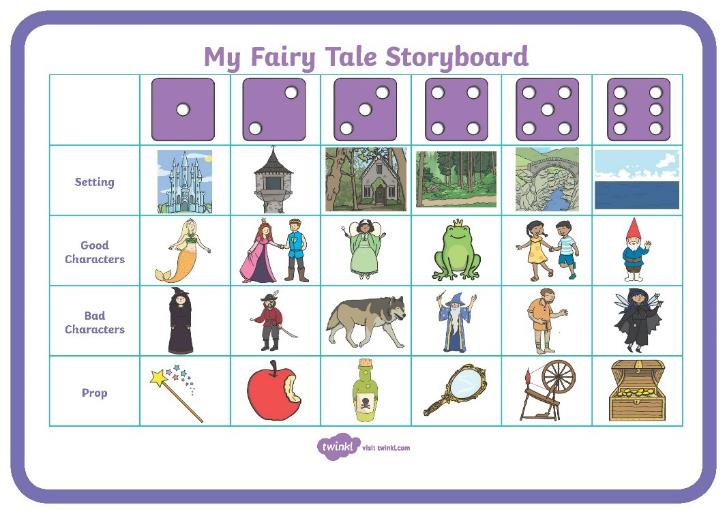 My Fairy Tale Storyboard
Setting
Good
Characters
Bad
Characters
Prop
twinkl visit twinkl.com